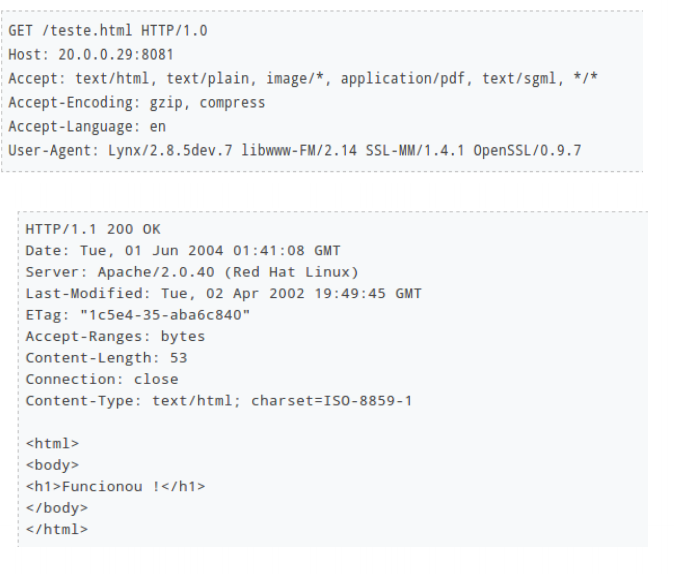 GET /teste.html HTTP/1.0
Host: 20.0.0.29:8081
Accept: text/html, text/plain, image/*, application/pdf, text/sgml, */*
Accept-Encoding: gzip, compress
Accept-Language: en
User-Agent: Lynx/2.8.5dev.7 libwww-FM/2.14 SSL-MM/1.4.1 OpenSSL/0.9.7
HTTP/1.1 200 OK
Date: Tue, 01 Jun 2004 01:41:08 GMT
Server: Apache/2.0.40 (Red Hat Linux)
Last-Modified: Tue, 02 Apr 2002 19:49:45 GMT
ETag: "1c5e4-35-aba6c840"
Accept-Ranges: bytes
Content-Length: 53
Connection: close
Content-Type: text/html; charset=ISO-8859-1
<html>
<body>
<h1>Funcionou !</h1>
</body>
</html>